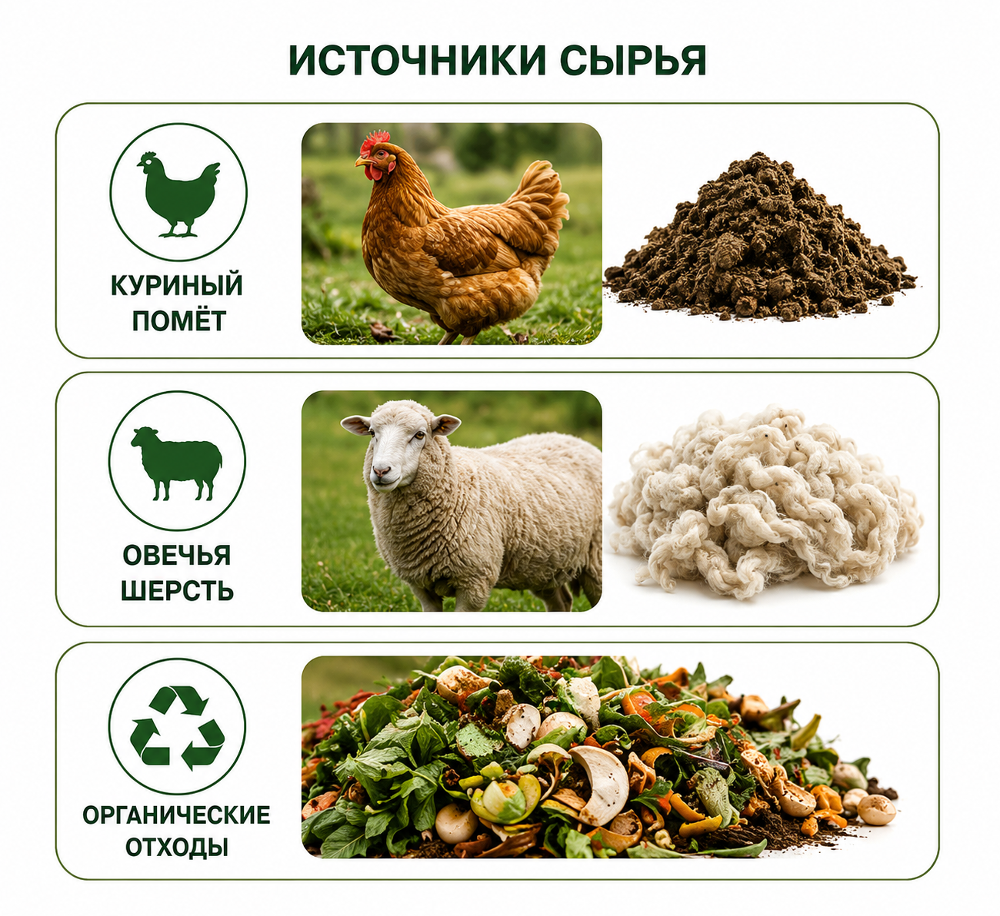 ИСТОЧНИКИ СЫРЬЯ
КУРИНЫЙ
ПОМЁТ
ОВЕЧЬЯ
ШЕРСТЬ
ОРГАНИЧЕСКИЕ
ОТХОДЫ